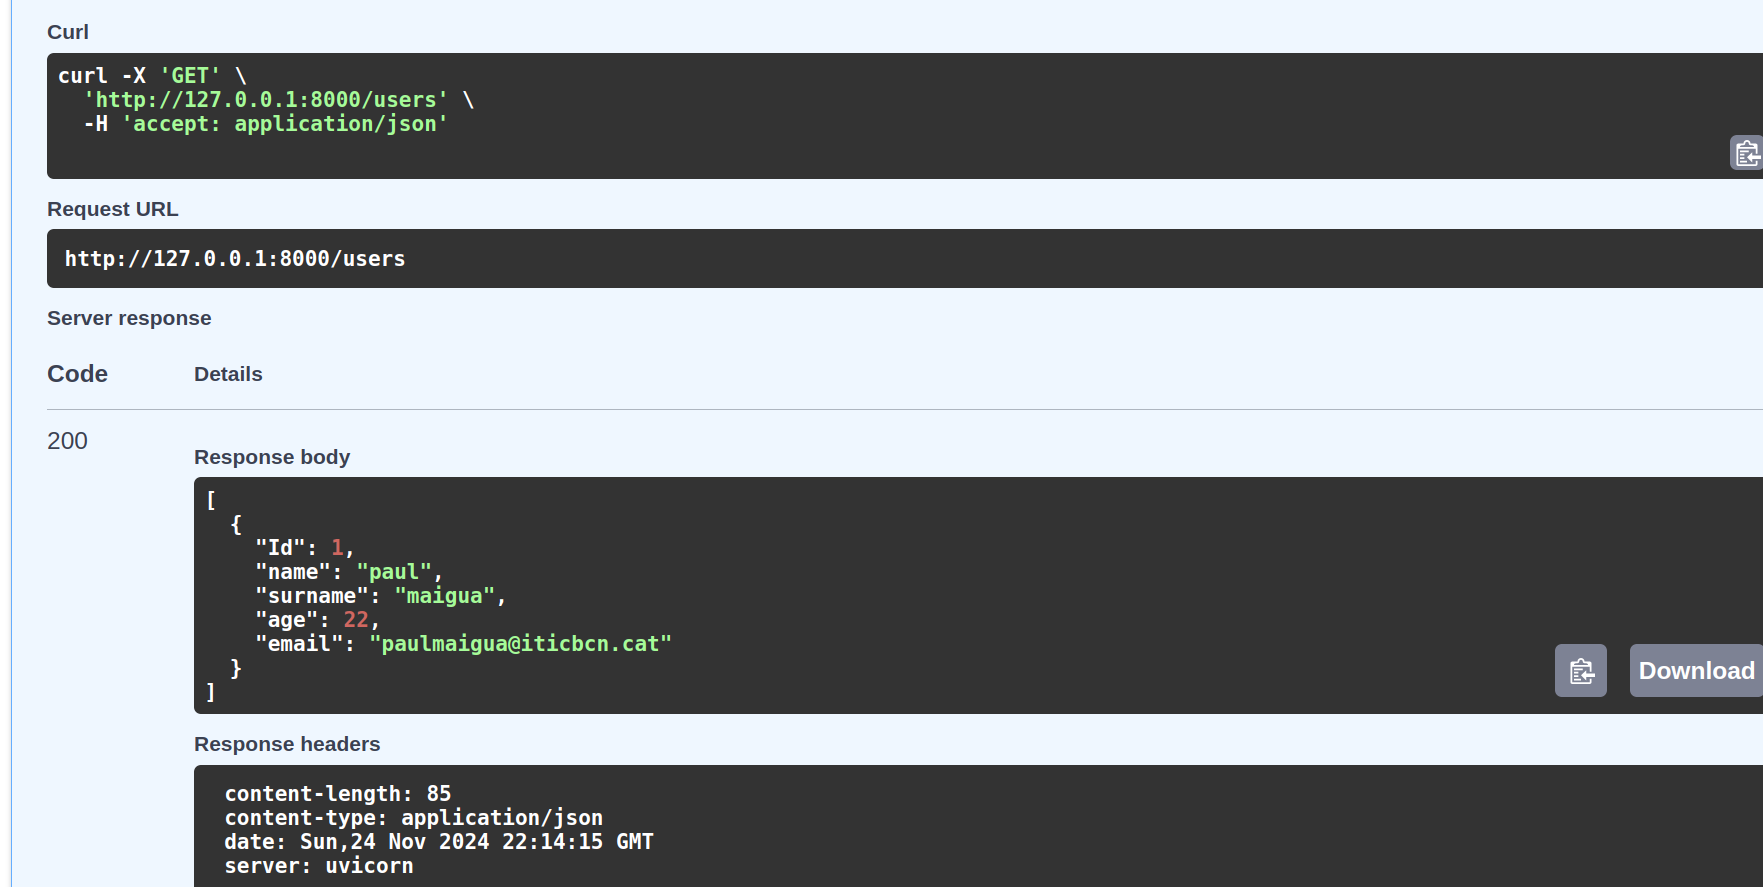 Curl
curl -X 'GET' \
  'http://127.0.0.1:8000/users' \
  -H 'accept: application/json'
Request URL
http://127.0.0.1:8000/users
Server response
Code Details
200
Response body
[
  {
    "Id": 1,
    "name": "paul",
    "surname": "maigua",
    "age": 22,
    "email": "paulmaigua@iticbcn.cat"
  }
]
Download
Response headers
content-length: 85
content-type: application/json
date: Sun,24 Nov 2024 22:14:15 GMT
server: uvicorn